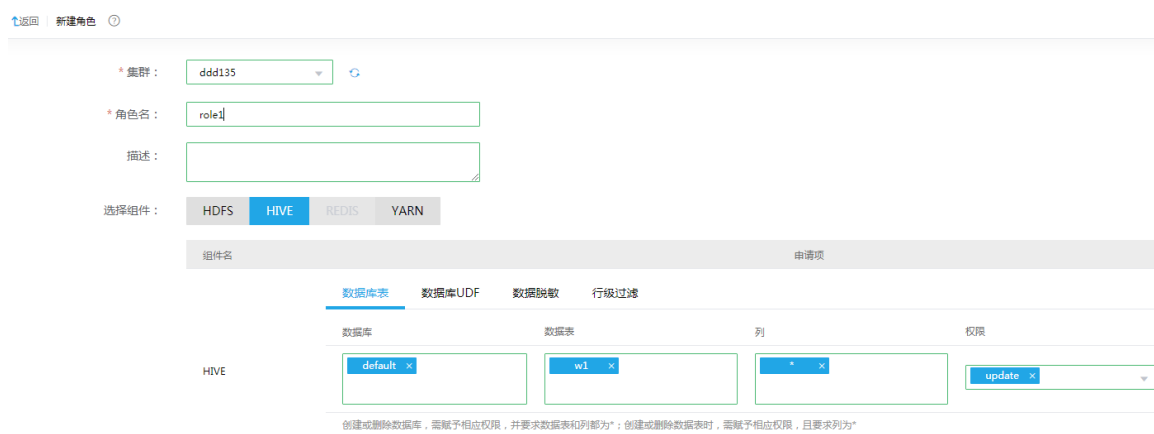 返回 新建角色 ?
* 集群： ddd135
* 角色名： role1
描述：
选择组件： HDFS HIVE REDIS YARN
组件名 申请项
数据库表 数据库UDF 数据脱敏 行级过滤
数据库 数据表 列 权限
HIVE default × w1 × * × update ×
创建或删除数据库，需赋予相应权限，并要求数据表和列都为*；创建或删除数据表时，需赋予相应权限，且要求列为*